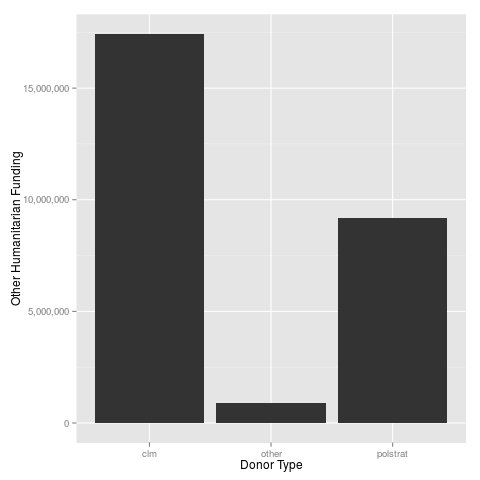 Other Humanitarian Funding
15,000,000
10,000,000
5,000,000
0
clm
other
polstrat
Donor Type